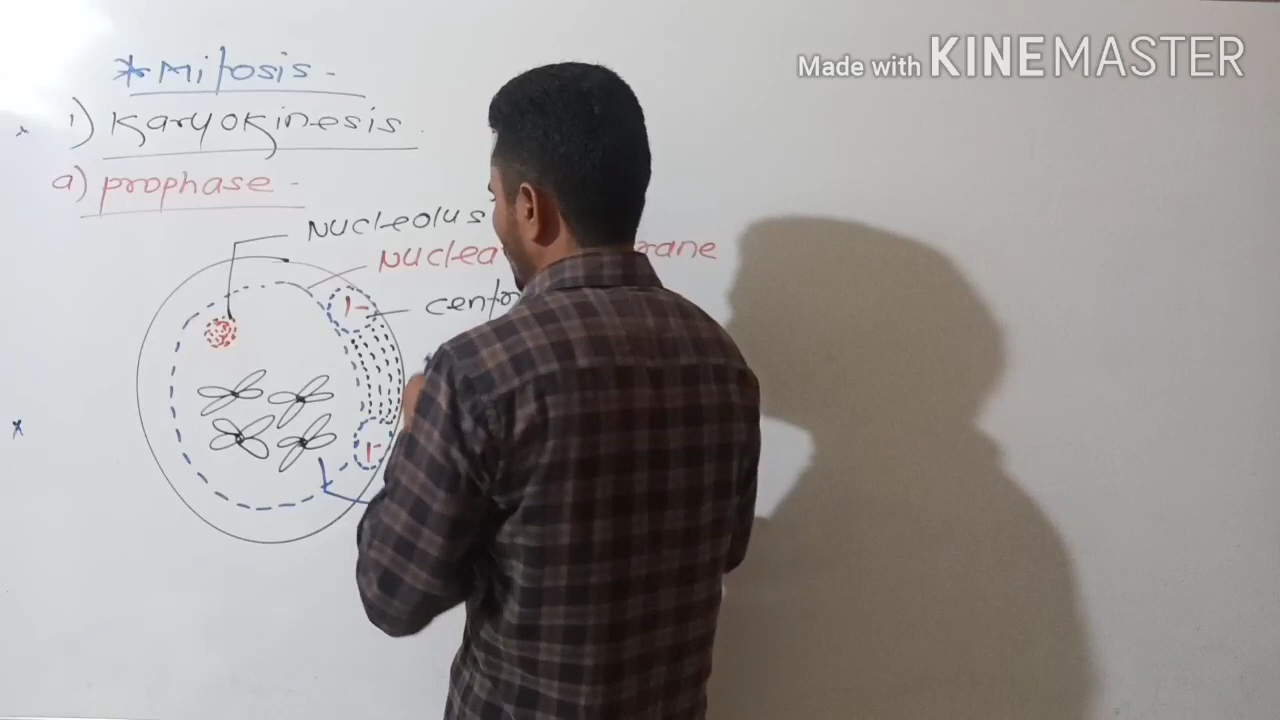 Made with KINEMASTER
* Mitosis -
1) Karyokinesis
a) prophase -
Nucleolus